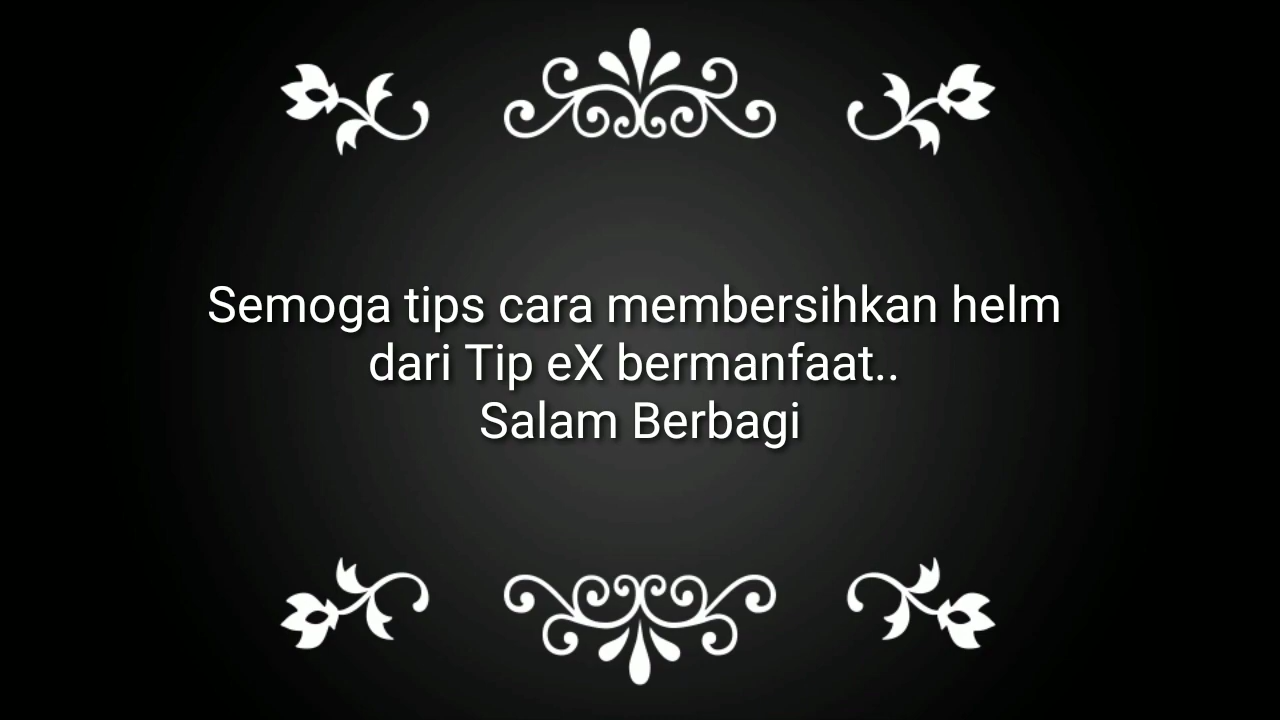 Semoga tips cara membersihkan helm
dari Tip eX bermanfaat..
Salam Berbagi